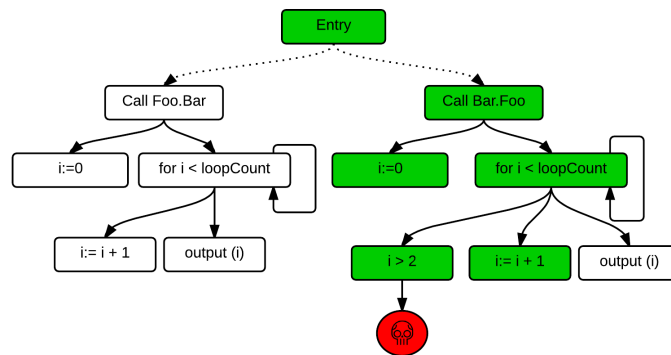 Entry
Call Foo.Bar
Call Bar.Foo
i:=0
for i < loopCount
i:=0
for i < loopCount
i:= i + 1
output (i)
i > 2
i:= i + 1
output (i)